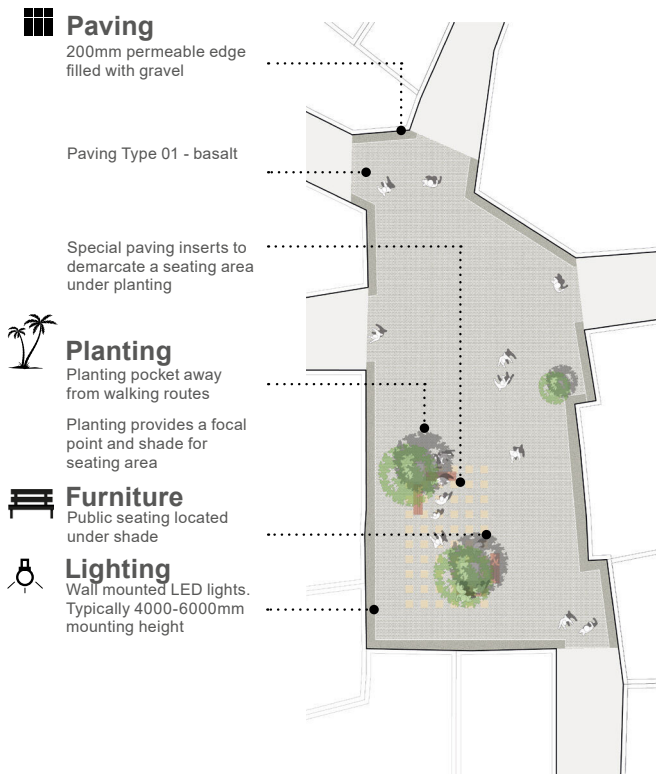 Paving
200mm permeable edge
filled with gravel
Paving Type 01 - basalt
Special paving inserts to
demarcate a seating area
under planting
Planting
Planting pocket away
from walking routes
Planting provides a focal
point and shade for
seating area
Furniture
Public seating located
under shade
Lighting
Wall mounted LED lights.
Typically 4000-6000mm
mounting height